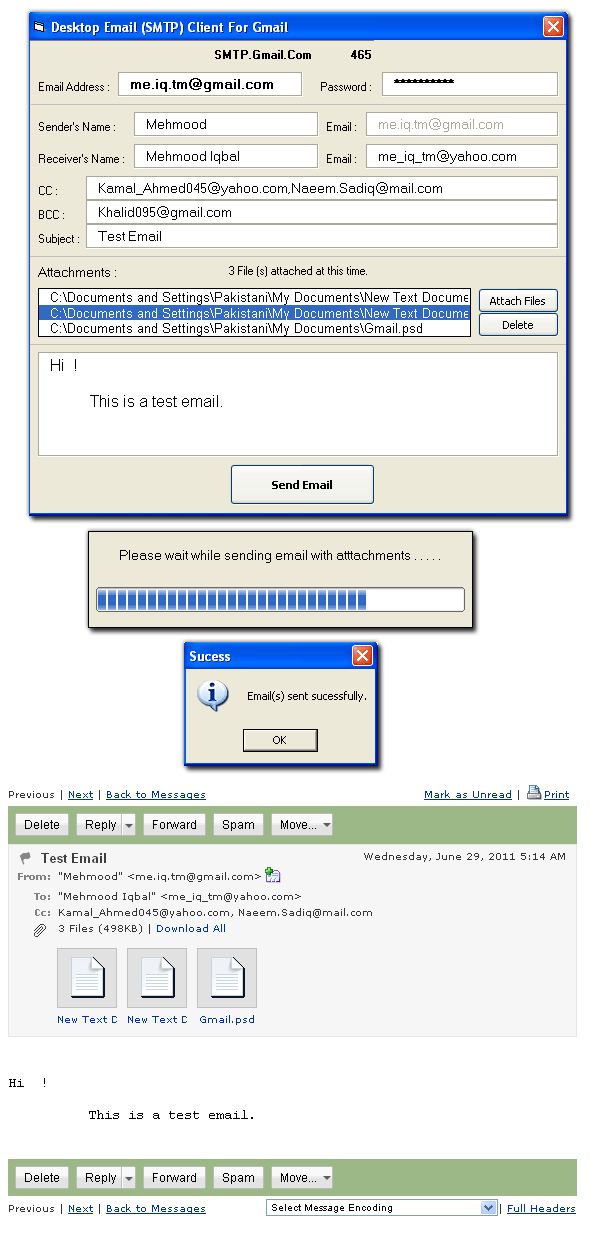 Desktop Email (SMTP) Client For Gmail
SMTP.Gmail.Com 465
Email Address : me.iq.tm@gmail.com Password : **********
Sender's Name : Mehmood Email : me.iq.tm@gmail.com
Receiver's Name : Mehmood Iqbal Email : me_iq_tm@yahoo.com
CC : Kamal_Ahmed045@yahoo.com,Naeem.Sadiq@mail.com
BCC : Khalid095@gmail.com
Subject : Test Email
Attachments : 3 File (s) attached at this time.
C:\Documents and Settings\Pakistani\My Documents\New Text Docume
Attach Files
C:\Documents and Settings\Pakistani\My Documents\New Text Docume
C:\Documents and Settings\Pakistani\My Documents\Gmail.psd
Delete
Hi !
This is a test email.
Send Email
Please wait while sending email with atttachments . . . . .
Sucess
Email(s) sent sucessfully.
OK
Previous | Next | Back to Messages Mark as Unread | Print
Delete Reply Forward Spam Move...
Test Email Wednesday, June 29, 2011 5:14 AM
From: "Mehmood" <me.iq.tm@gmail.com>
To: "Mehmood Iqbal" <me_iq_tm@yahoo.com>
Cc: Kamal_Ahmed045@yahoo.com, Naeem.Sadiq@mail.com
3 Files (498KB) | Download All
New Text D New Text D Gmail.psd
Hi !
This is a test email.
Delete Reply Forward Spam Move...
Previous | Next | Back to Messages Select Message Encoding | Full Headers